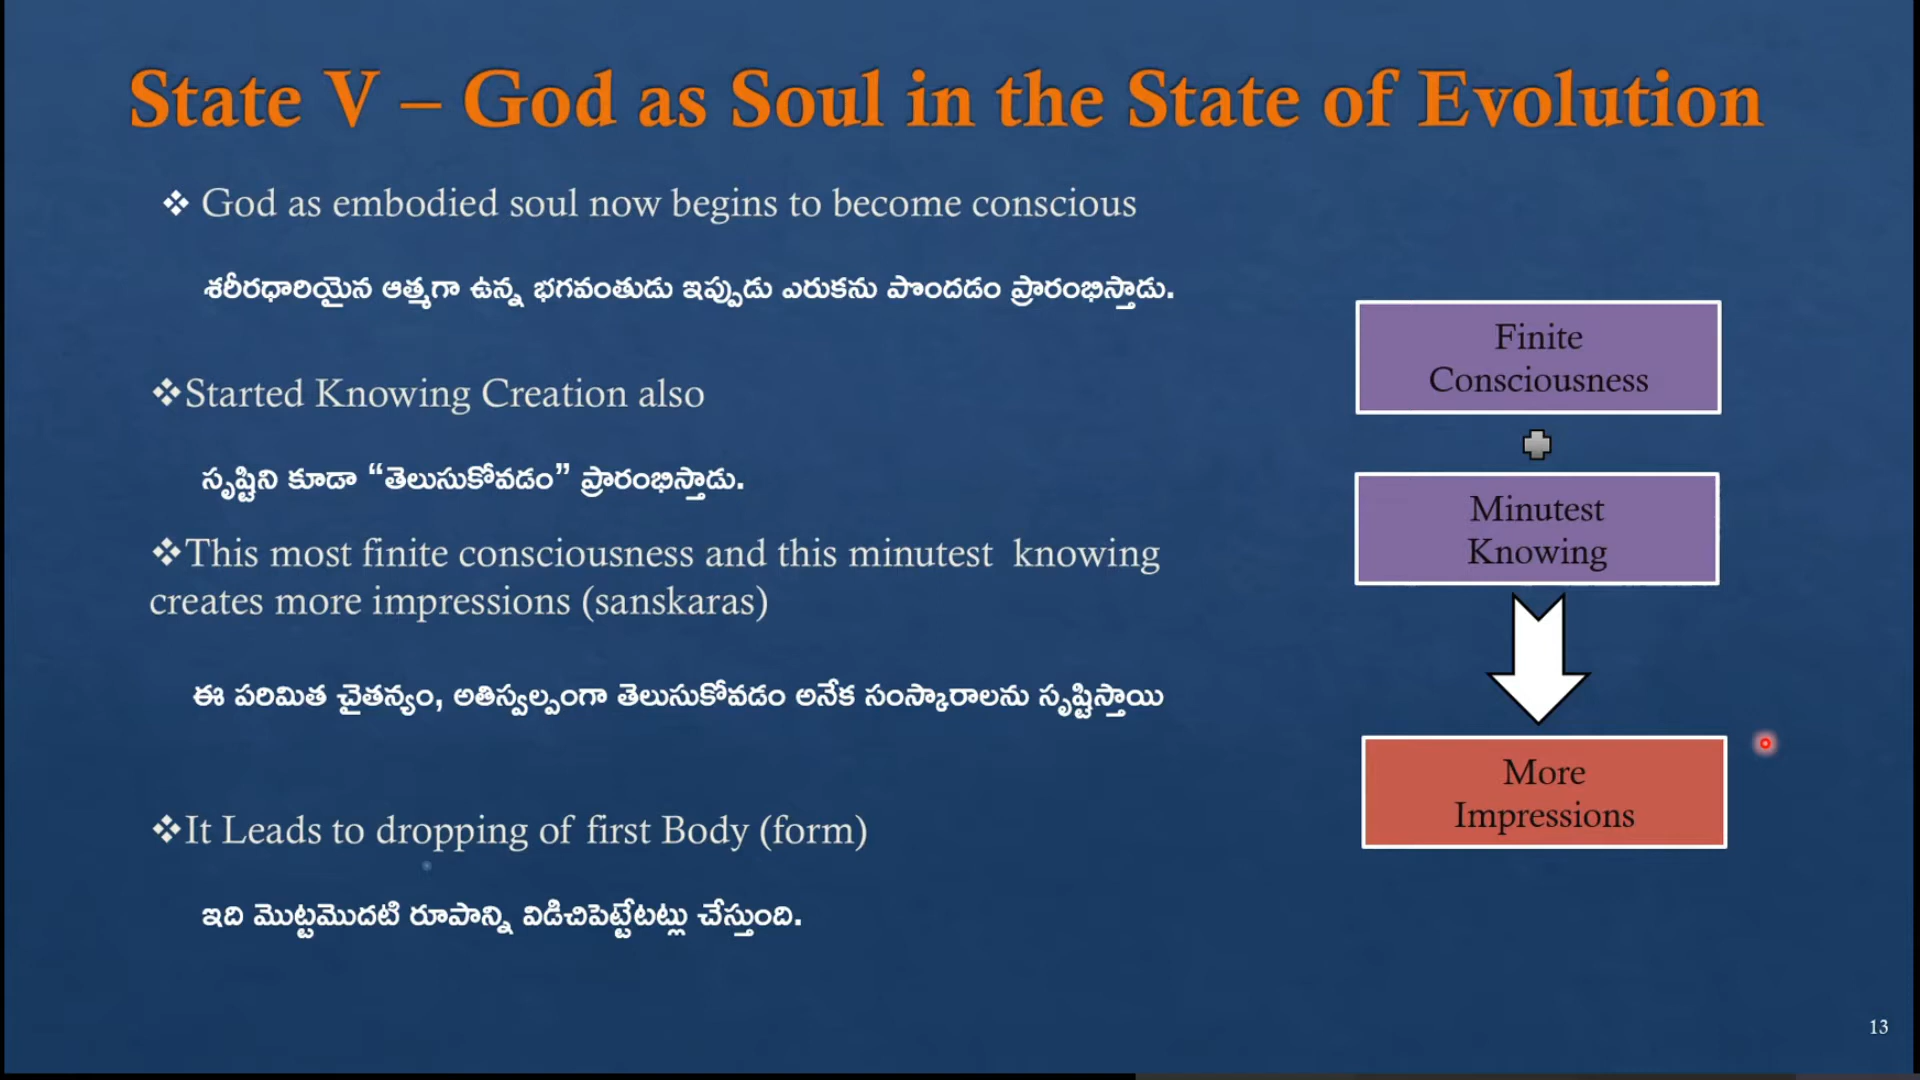 State V – God as Soul in the State of Evolution
❖ God as embodied soul now begins to become conscious
శరీరధారియైన ఆత్మగా ఉన్న భగవంతుడు ఇప్పుడు ఎరుకను పొందడం ప్రారంభిస్తాడు.
❖Started Knowing Creation also
సృష్టిని కూడా “తెలుసుకోవడం” ప్రారంభిస్తాడు.
❖This most finite consciousness and this minutest  knowing
creates more impressions (sanskaras)
ఈ పరిమిత చైతన్యం, అతిస్వల్పంగా తెలుసుకోవడం అనేక సంస్కారాలను సృష్టిస్తాయి
❖It Leads to dropping of first Body (form)
ఇది మొట్టమొదటి రూపాన్ని విడిచిపెట్టేటట్లు చేస్తుంది.
Finite
Consciousness
Minutest
Knowing
More
Impressions
13